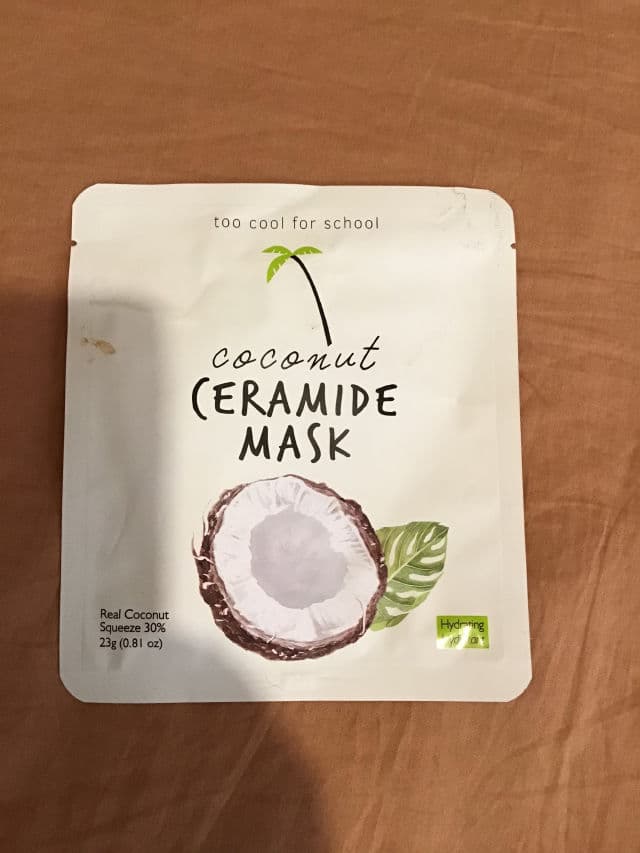 too cool for school
coconut
CERAMIDE
MASK
Real Coconut
Squeeze 30%
23g (0.81 oz)
Hydrating